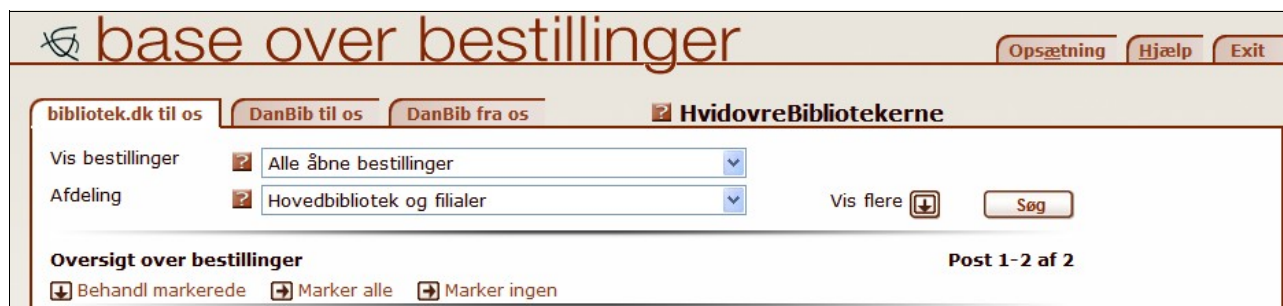 base over bestillinger
Opsætning Hjælp Exit
bibliotek.dk til os DanBib til os DanBib fra os ? HvidovreBibliotekerne
Vis bestillinger ? Alle åbne bestillinger
Afdeling ? Hovedbibliotek og filialer Vis flere Søg
Oversigt over bestillinger Post 1-2 af 2
Behandl markerede Marker alle Marker ingen